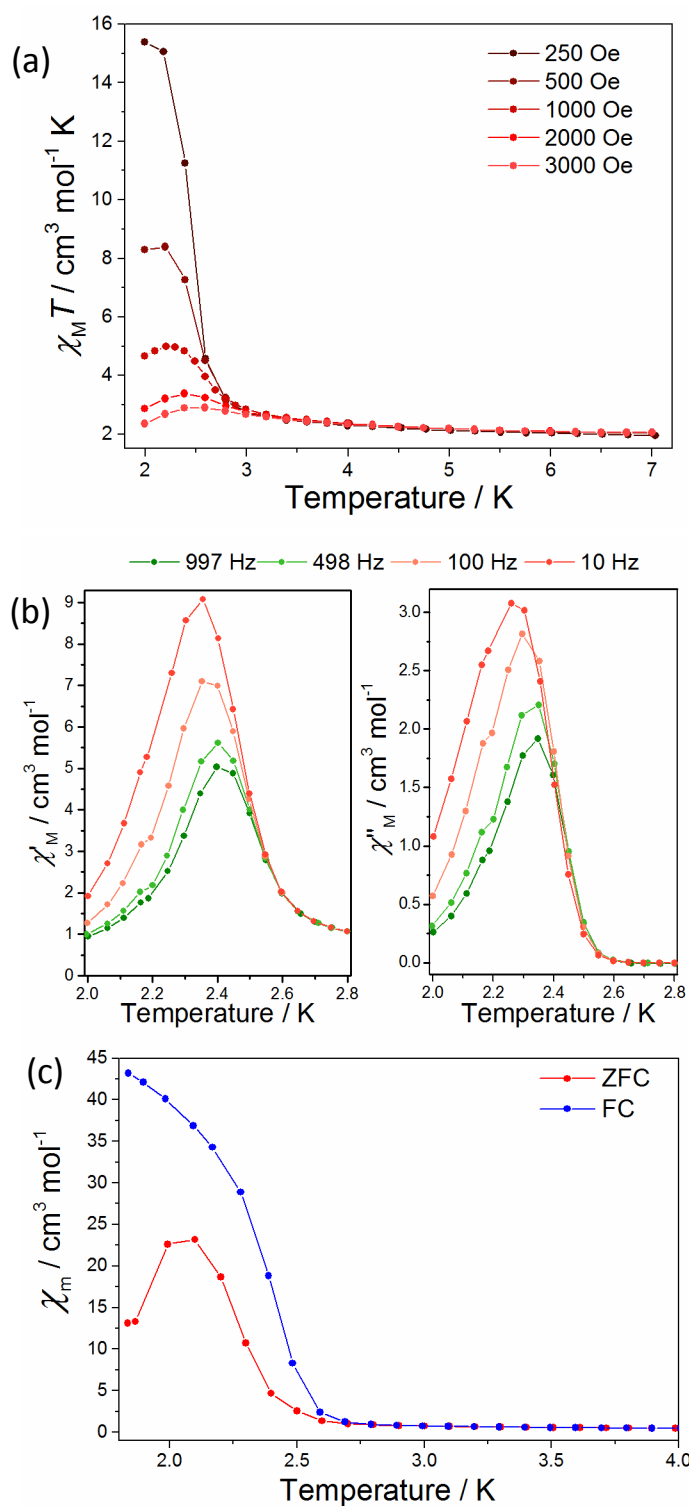 (a)
16
14
12
10
8
6
4
2
χ_M T / cm³ mol⁻¹ K
250 Oe
500 Oe
1000 Oe
2000 Oe
3000 Oe
2 3 4 5 6 7
Temperature / K
997 Hz 498 Hz 100 Hz 10 Hz
(b)
9
8
7
6
5
4
3
2
1
0
χ'_M / cm³ mol⁻¹
2.0 2.2 2.4 2.6 2.8
Temperature / K
3.0
2.5
2.0
1.5
1.0
0.5
0.0
χ''_M / cm³ mol⁻¹
2.0 2.2 2.4 2.6 2.8
Temperature / K
(c)
45
40
35
30
25
20
15
10
5
0
χ_m / cm³ mol⁻¹
ZFC
FC
2.0 2.5 3.0 3.5 4.0
Temperature / K